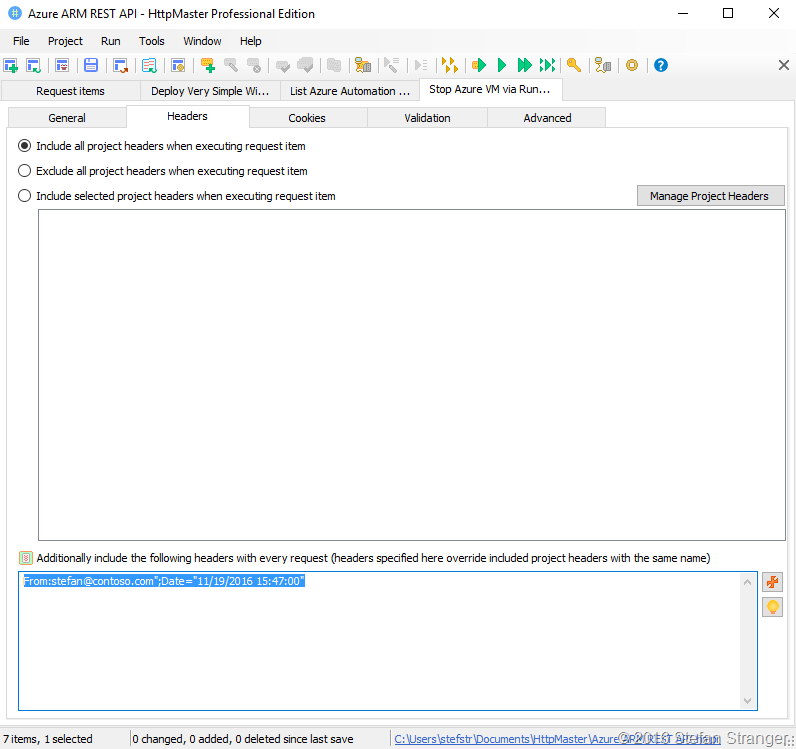 Azure ARM REST API - HttpMaster Professional Edition
File Project Run Tools Window Help
Request items Deploy Very Simple Wi... List Azure Automation ... Stop Azure VM via Run...
General Headers Cookies Validation Advanced
Include all project headers when executing request item
Exclude all project headers when executing request item
Include selected project headers when executing request item
Manage Project Headers
Additionally include the following headers with every request (headers specified here override included project headers with the same name)
From:stefan@contoso.com";Date="11/19/2016 15:47:00"
7 items, 1 selected 0 changed, 0 added, 0 deleted since last save C:\Users\stefstr\Documents\HttpMaster\Azure ARM REST API.hmpr
©2016 Stefan Stranger